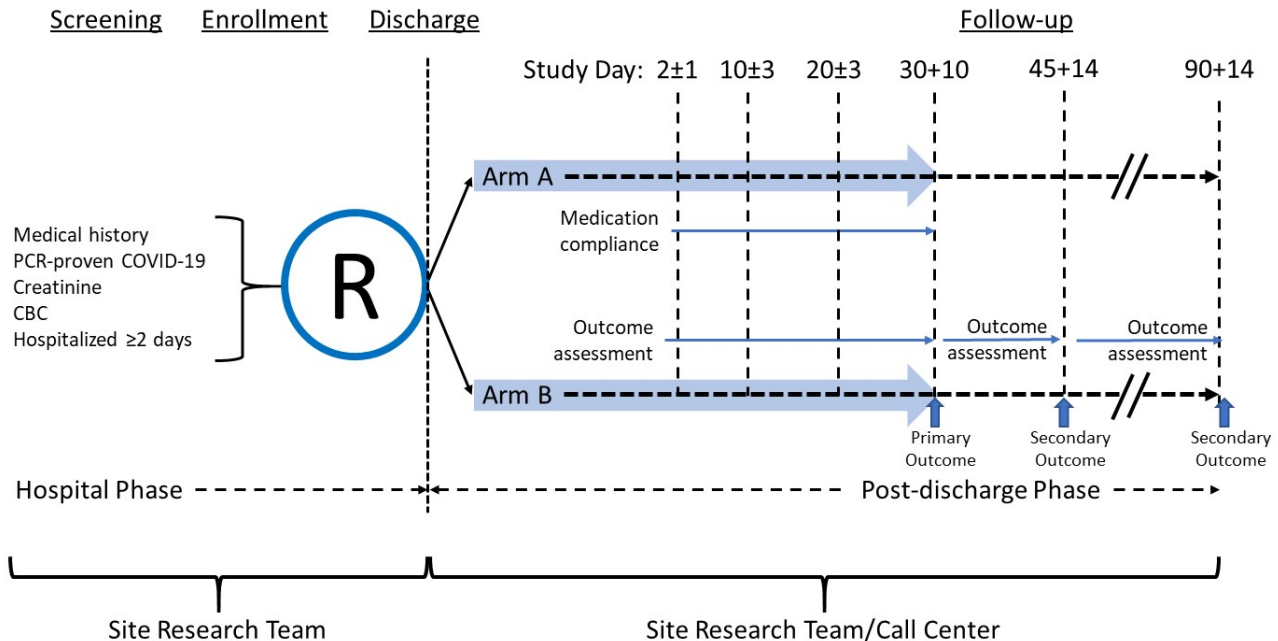 Screening Enrollment Discharge Follow-up
Study Day: 2±1 10±3 20±3 30+10 45+14 90+14
Arm A
Medical history
PCR-proven COVID-19
Creatinine
CBC
Hospitalized ≥2 days
R
Medication
compliance
Outcome
assessment
Outcome
assessment
Outcome
assessment
Arm B
Primary
Outcome
Secondary
Outcome
Secondary
Outcome
Hospital Phase
Post-discharge Phase
Site Research Team
Site Research Team/Call Center